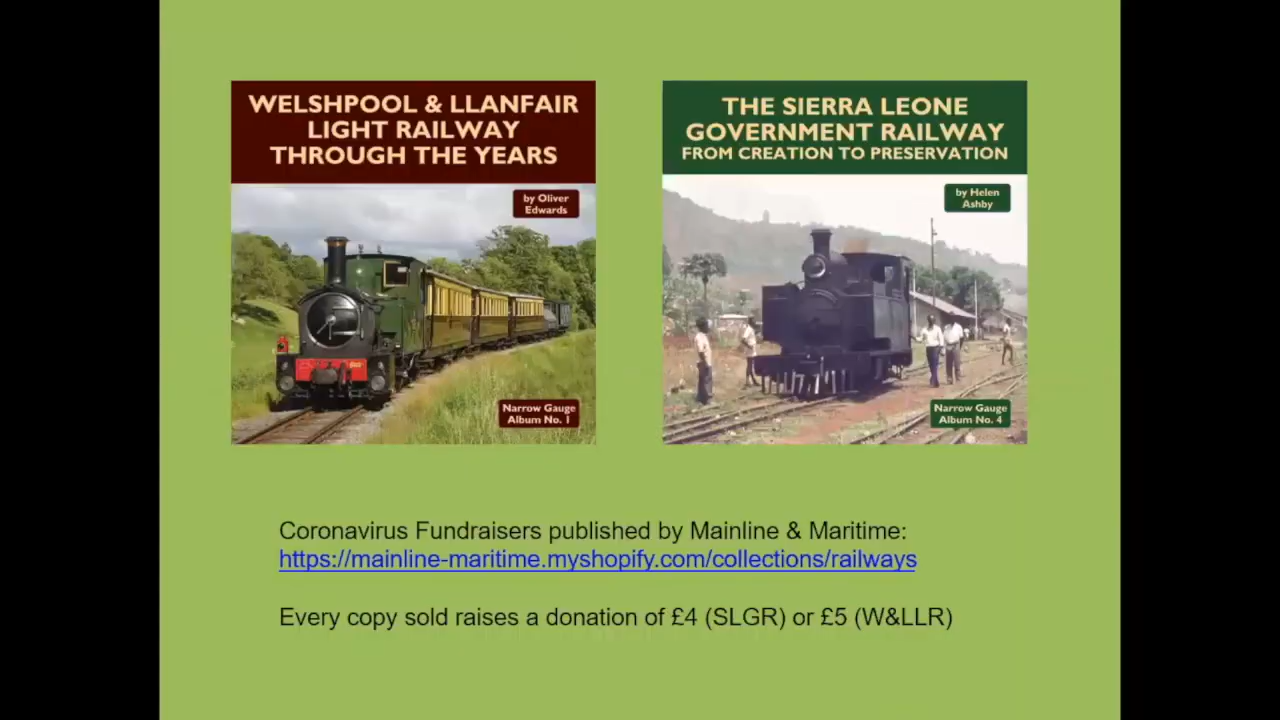 WELSHPOOL & LLANFAIR
LIGHT RAILWAY
THROUGH THE YEARS
by Oliver
Edwards
Narrow Gauge
Album No. 1
THE SIERRA LEONE
GOVERNMENT RAILWAY
FROM CREATION TO PRESERVATION
by Helen
Ashby
Narrow Gauge
Album No. 4
Coronavirus Fundraisers published by Mainline & Maritime:
https://mainline-maritime.myshopify.com/collections/railways
Every copy sold raises a donation of £4 (SLGR) or £5 (W&LLR)